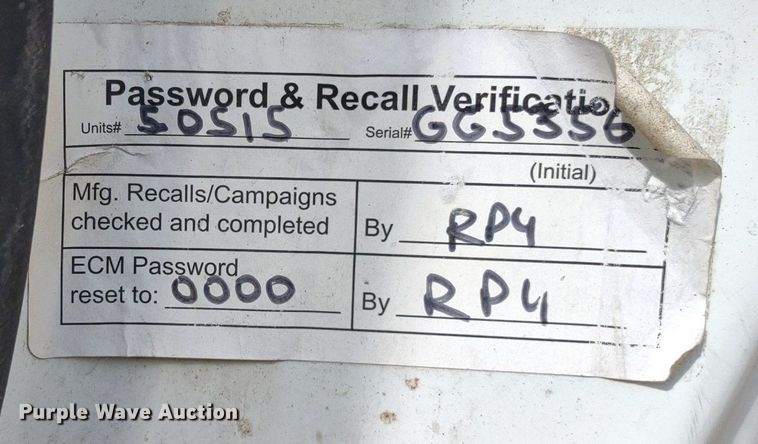 Password & Recall Verificatio
Units# 50515 Serial# GG5356
(Initial)
Mfg. Recalls/Campaigns
checked and completed By RP4
ECM Password
reset to: 0000 By RP4
Purple Wave Auction